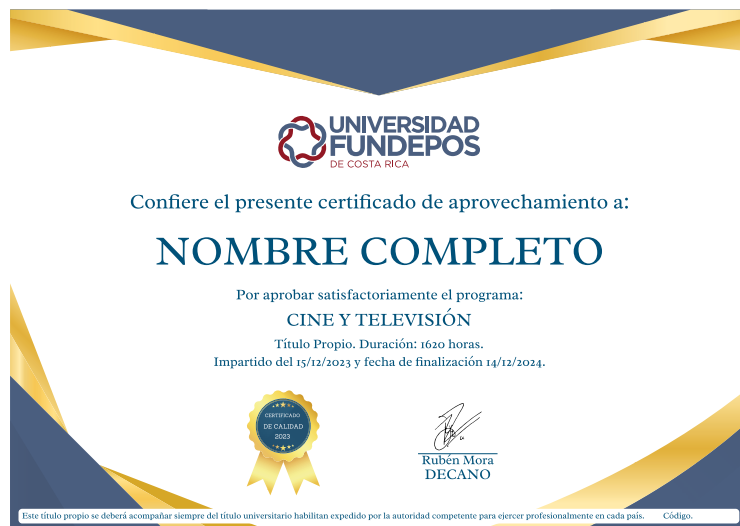 UNIVERSIDAD
FUNDEPOS
DE COSTA RICA
Confiere el presente certificado de aprovechamiento a:
NOMBRE COMPLETO
Por aprobar satisfactoriamente el programa:
CINE Y TELEVISIÓN
Título Propio. Duración: 1620 horas.
Impartido del 15/12/2023 y fecha de finalización 14/12/2024.
CERTIFICADO
DE CALIDAD
2023
Rubén Mora
DECANO
Este título propio se deberá acompañar siempre del título universitario habilitan expedido por la autoridad competente para ejercer profesionalmente en cada país. Código.